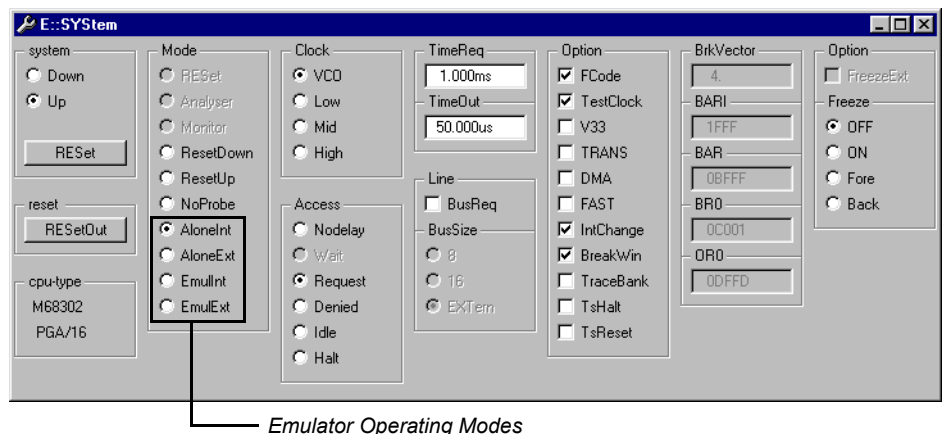 E::SYStem
system
Down
Up
RESet
reset
RESetOut
cpu-type
M68302
PGA/16
Mode
RESet
Analyser
Monitor
ResetDown
ResetUp
NoProbe
AloneInt
AloneExt
EmulInt
EmulExt
Clock
VCO
Low
Mid
High
Access
Nodelay
Wait
Request
Denied
Idle
Halt
TimeReq
1.000ms
TimeOut
50.000us
Line
BusReq
BusSize
8
16
EXTern
Option
FCode
TestClock
V33
TRANS
DMA
FAST
IntChange
BreakWin
TraceBank
TsHalt
TsReset
BrkVector
4.
BARI
1FFF
BAR
0BFFF
BR0
0C001
OR0
0DFFD
Option
FreezeExt
Freeze
OFF
ON
Fore
Back
Emulator Operating Modes